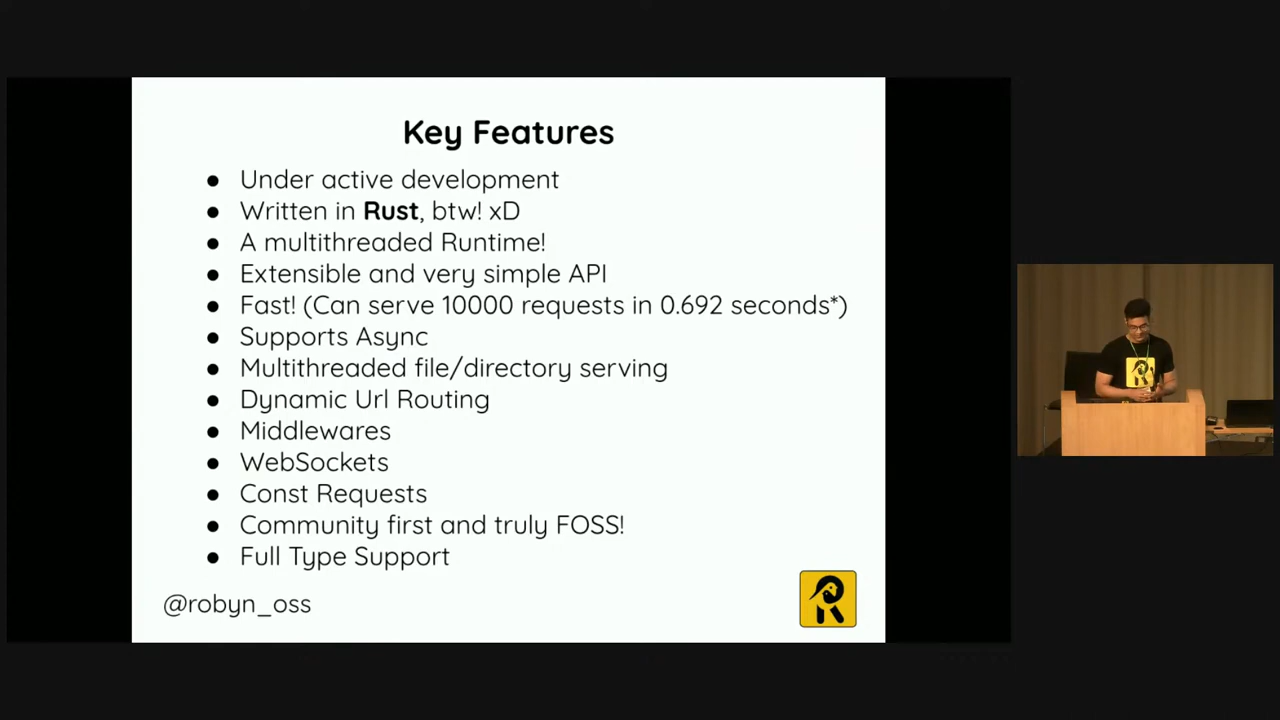 Key Features
● Under active development
● Written in Rust, btw! xD
● A multithreaded Runtime!
● Extensible and very simple API
● Fast! (Can serve 10000 requests in 0.692 seconds*)
● Supports Async
● Multithreaded file/directory serving
● Dynamic Url Routing
● Middlewares
● WebSockets
● Const Requests
● Community first and truly FOSS!
● Full Type Support
@robyn_oss
R